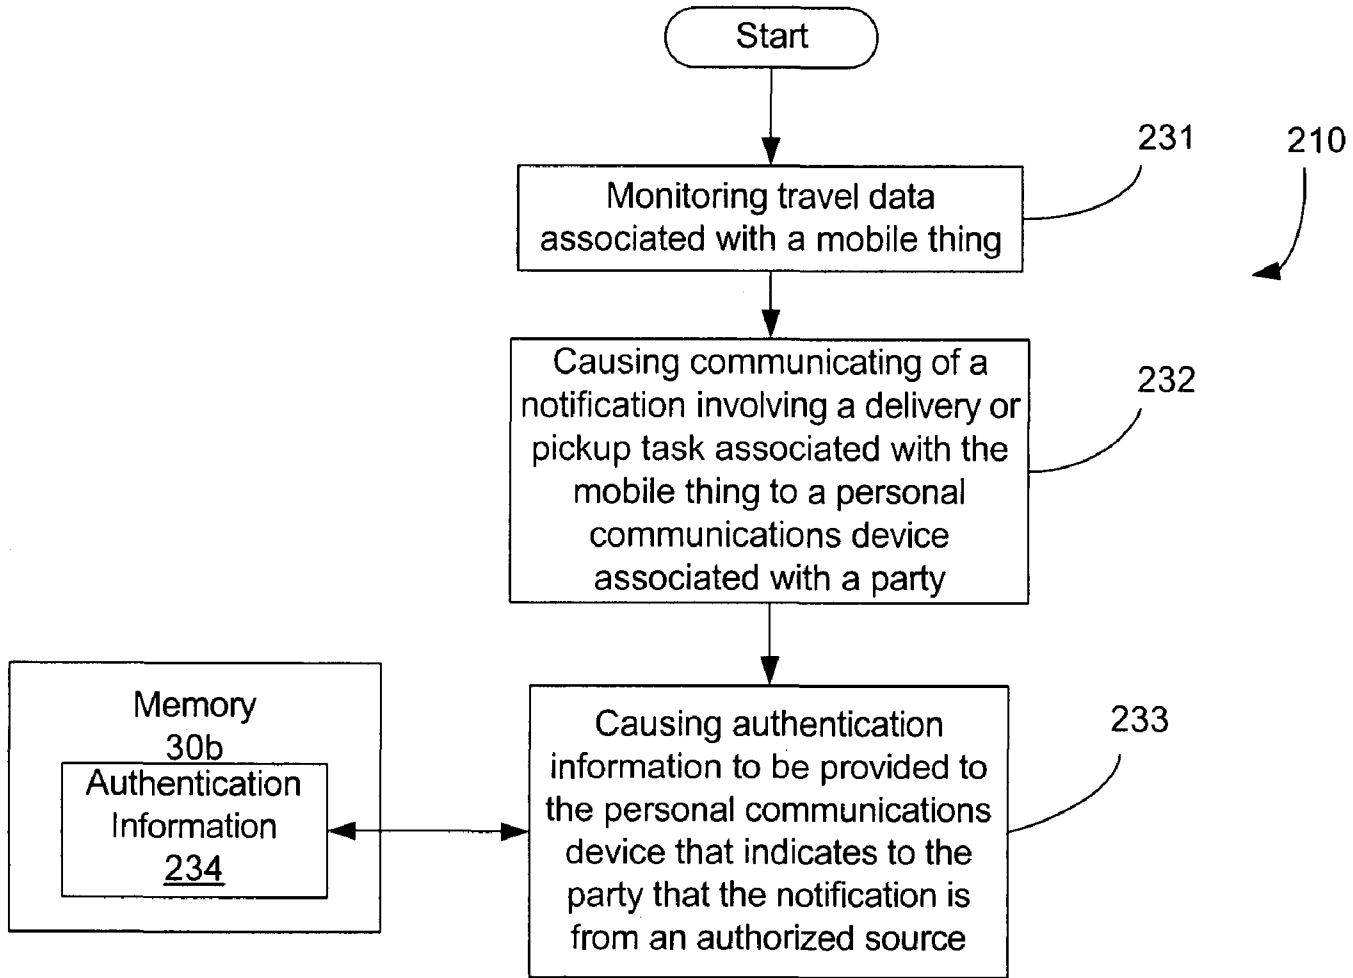 Start
231
210
Monitoring travel data
associated with a mobile thing
Causing communicating of a
notification involving a delivery or
pickup task associated with the
mobile thing to a personal
communications device
associated with a party
232
Memory
30b
Authentication
Information
234
Causing authentication
information to be provided to
the personal communications
device that indicates to the
party that the notification is
from an authorized source
233